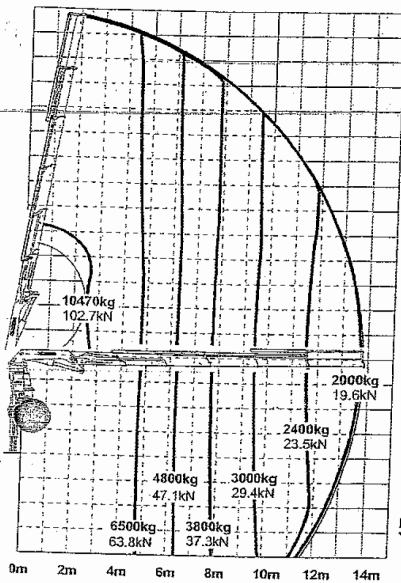 10470kg
102.7kN
2000kg
19.6kN
2400kg
23.5kN
4800kg
47.1kN
3000kg
29.4kN
6500kg
63.8kN
3800kg
37.3kN
0m 2m 4m 6m 8m 10m 12m 14m